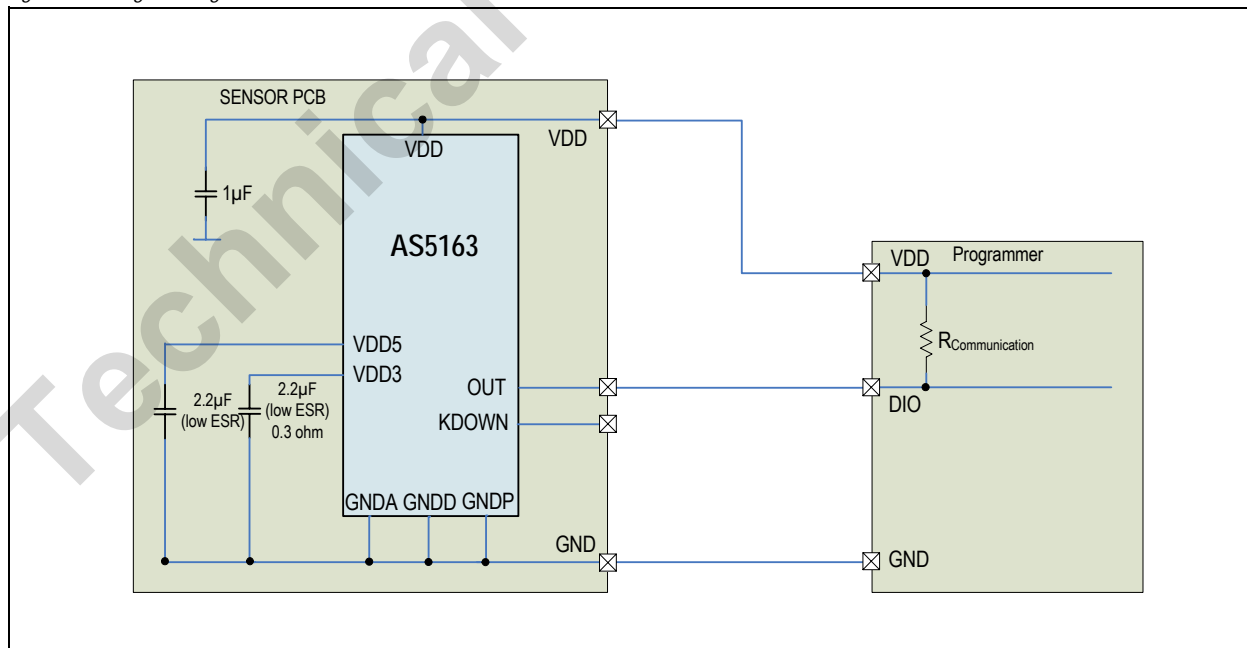 Technical
SENSOR PCB
VDD
VDD
1µF
AS5163
VDD
Programmer
RCommunication
VDD5
VDD3
2.2µF
(low ESR)
2.2µF
(low ESR)
0.3 ohm
OUT
KDOWN
DIO
GNDA GNDD GNDP
GND
GND